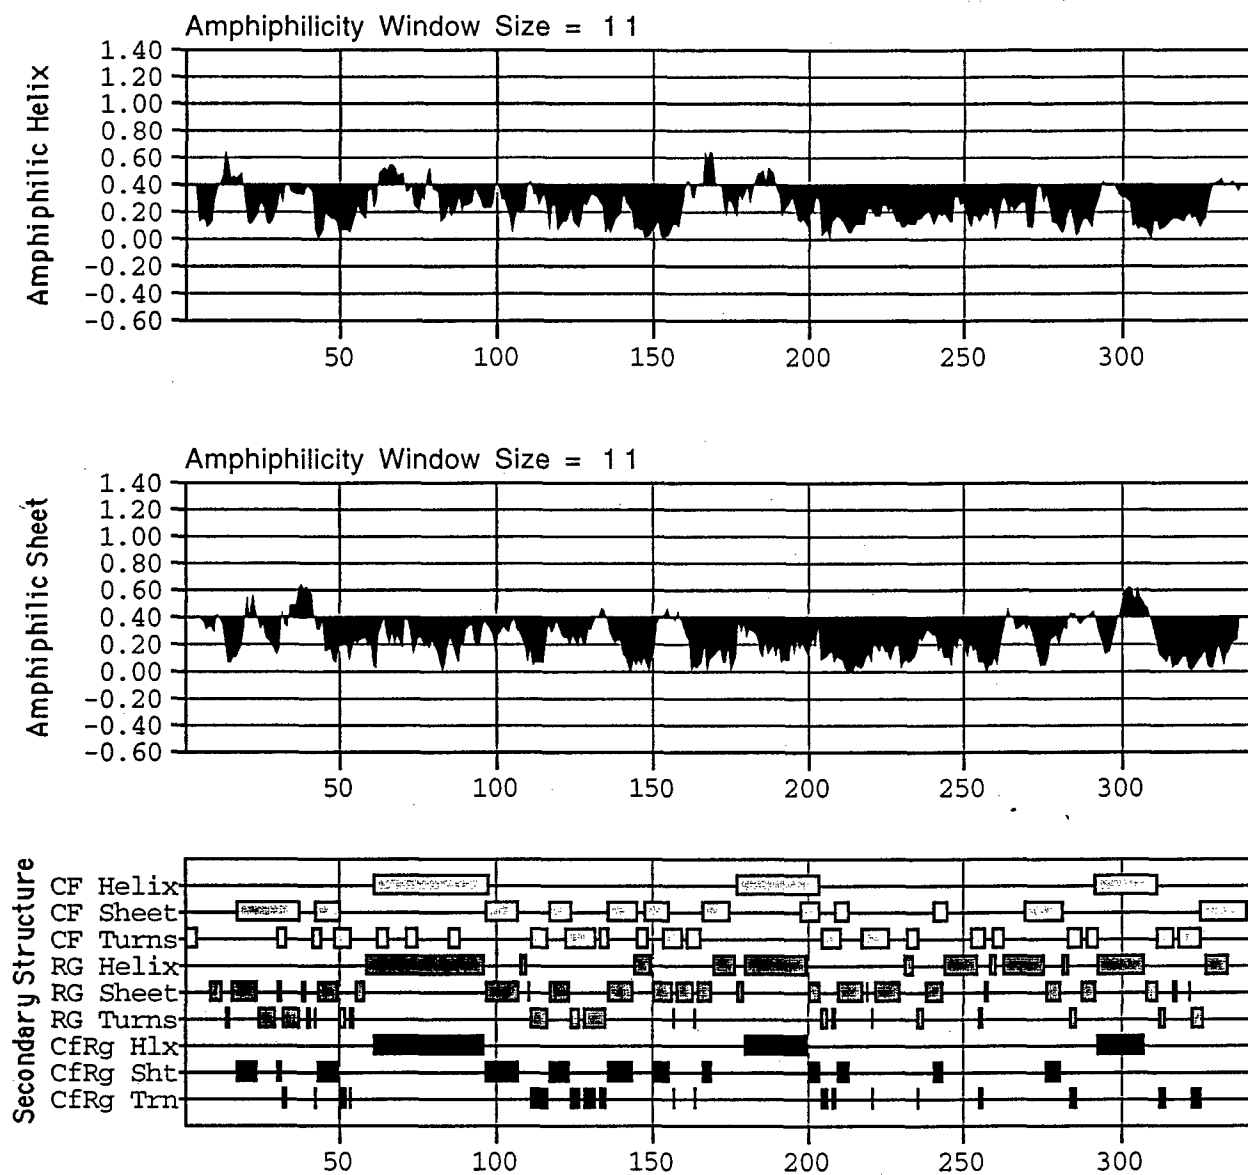 Amphiphilicity Window Size = 11
Amphiphilic Helix
1.40
1.20
1.00
0.80
0.60
0.40
0.20
0.00
-0.20
-0.40
-0.60
50 100 150 200 250 300
Amphiphilicity Window Size = 11
Amphiphilic Sheet
1.40
1.20
1.00
0.80
0.60
0.40
0.20
0.00
-0.20
-0.40
-0.60
50 100 150 200 250 300
Secondary Structure
CF Helix
CF Sheet
CF Turns
RG Helix
RG Sheet
RG Turns
CfRg Hlx
CfRg Sht
CfRg Trn
50 100 150 200 250 300